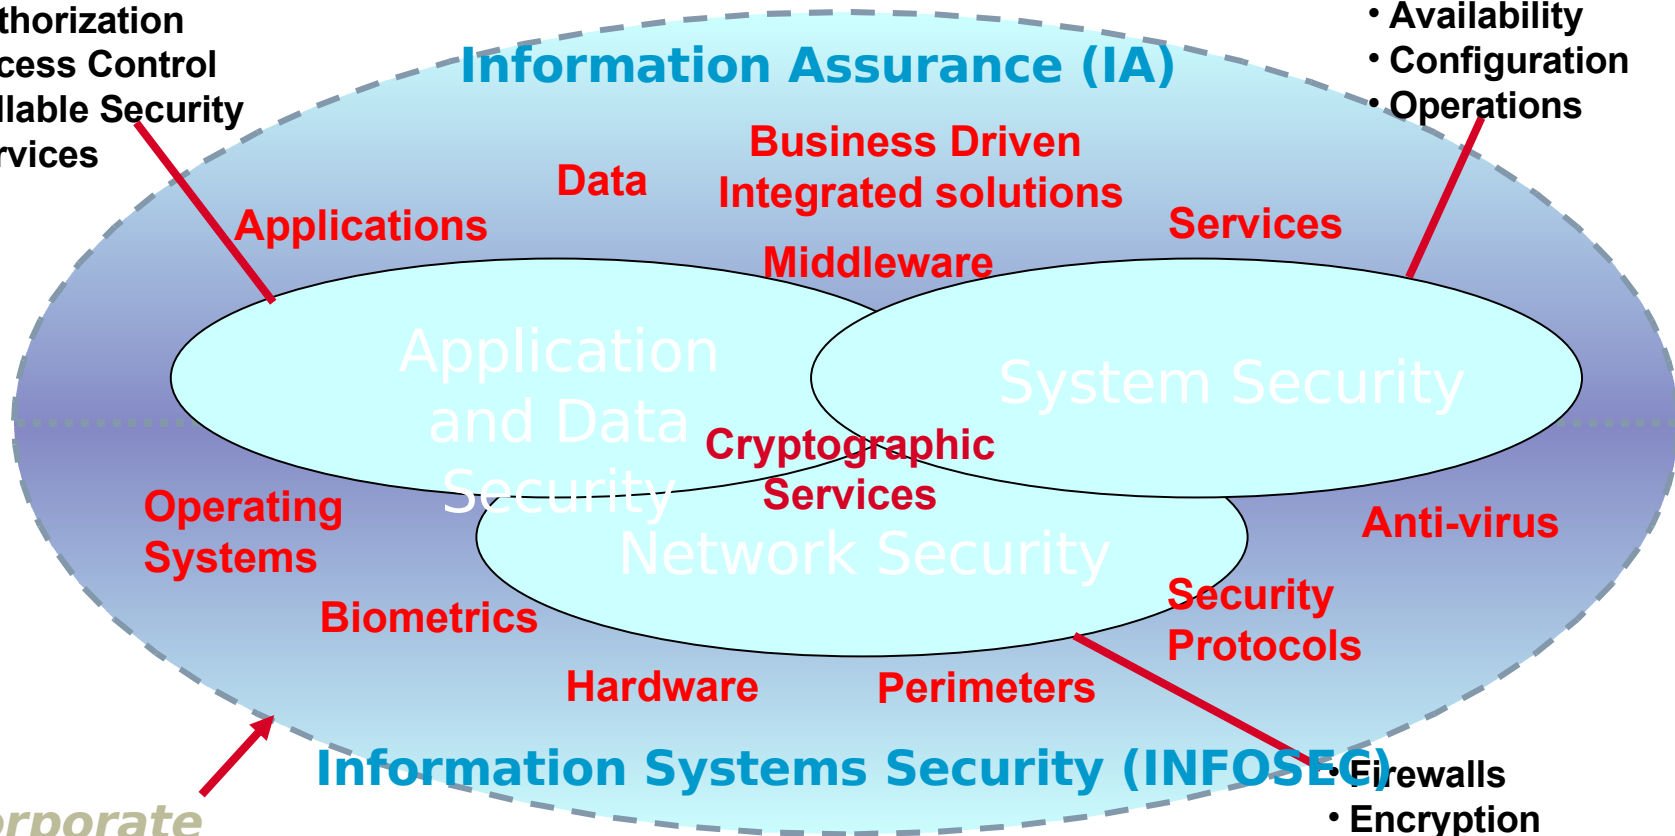 thorization
cess Control
llable Security
rvices
• Availability
• Configuration
• Operations
Information Assurance (IA)
Business Driven
Integrated solutions
Data
Applications
Services
Middleware
Application
and Data
Security
System Security
Cryptographic
Services
Network Security
Operating
Systems
Anti-virus
Biometrics
Security
Protocols
Hardware
Perimeters
Information Systems Security (INFOSEC)
• Firewalls
• Encryption
orporate